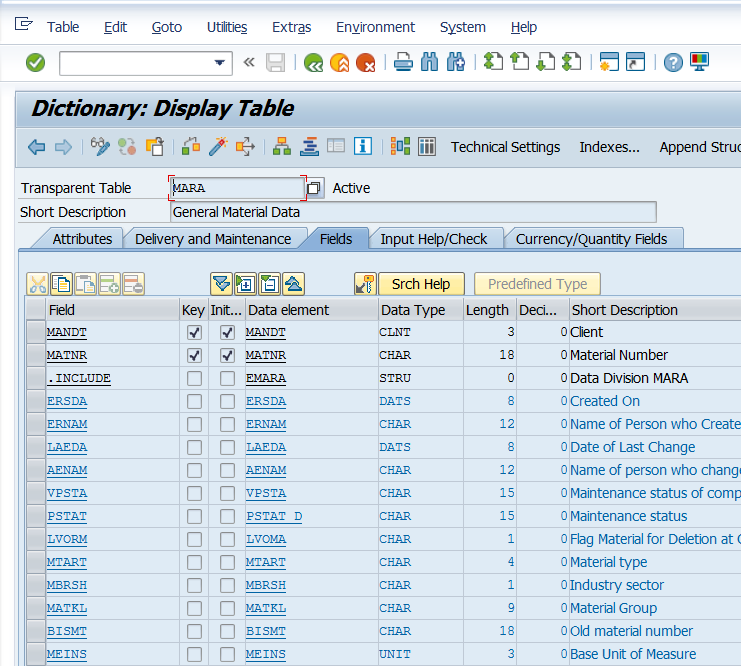 Table Edit Goto Utilities Extras Environment System Help
Dictionary: Display Table
Technical Settings Indexes... Append Struc
Transparent Table MARA Active
Short Description General Material Data
Attributes Delivery and Maintenance Fields Input Help/Check Currency/Quantity Fields
Srch Help Predefined Type
Field Key Init... Data element Data Type Length Deci... Short Description
MANDT MANDT CLNT 3 0 Client
MATNR MATNR CHAR 18 0 Material Number
.INCLUDE EMARA STRU 0 0 Data Division MARA
ERSDA ERSDA DATS 8 0 Created On
ERNAM ERNAM CHAR 12 0 Name of Person who Create
LAEDA LAEDA DATS 8 0 Date of Last Change
AENAM AENAM CHAR 12 0 Name of person who change
VPSTA VPSTA CHAR 15 0 Maintenance status of comp
PSTAT PSTAT_D CHAR 15 0 Maintenance status
LVORM LVOMA CHAR 1 0 Flag Material for Deletion at C
MTART MTART CHAR 4 0 Material type
MBRSH MBRSH CHAR 1 0 Industry sector
MATKL MATKL CHAR 9 0 Material Group
BISMT BISMT CHAR 18 0 Old material number
MEINS MEINS UNIT 3 0 Base Unit of Measure